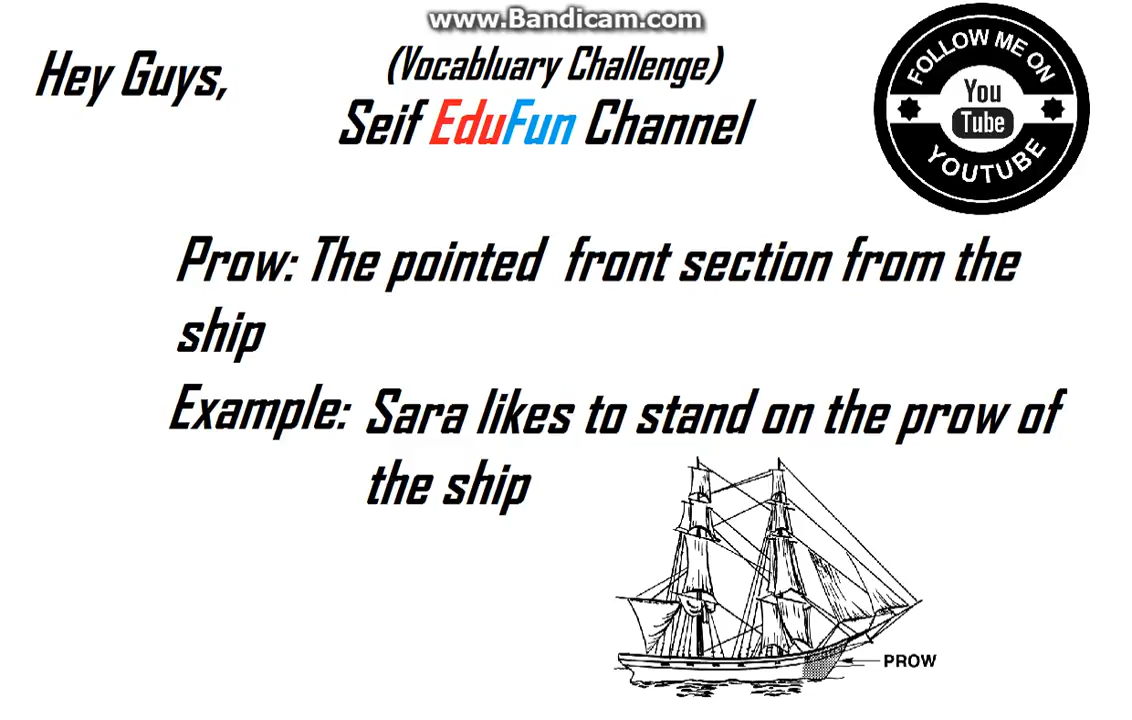 www.Bandicam.com
Hey Guys,
(Vocabluary Challenge)
Seif EduFun Channel
FOLLOW ME ON
You
Tube
YOUTUBE
Prow: The pointed front section from the
ship
Example: Sara likes to stand on the prow of
the ship
PROW